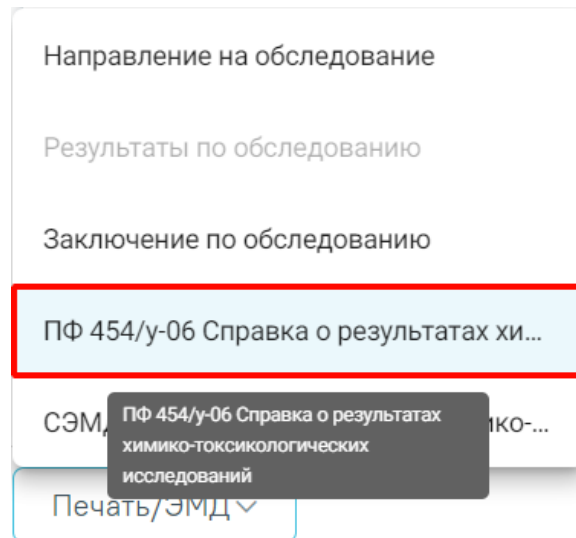 Направление на обследование
Результаты по обследованию
Заключение по обследованию
ПФ 454/у-06 Справка о результатах хи...
СЭМД
ико-...
ПФ 454/у-06 Справка о результатах
химико-токсикологических
исследований
Печать/ЭМД